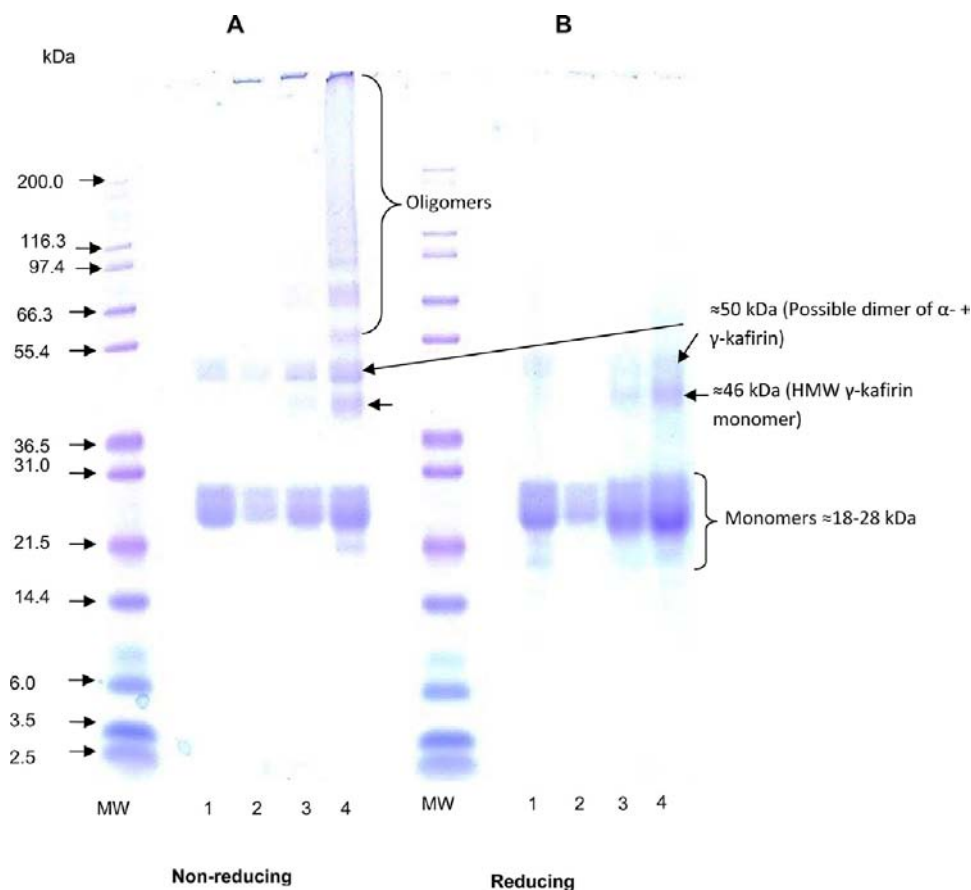 A
B
kDa
200.0
Oligomers
116.3
97.4
66.3
≈50 kDa (Possible dimer of α- +
γ-kafirin)
55.4
≈46 kDa (HMW γ-kafirin
monomer)
36.5
31.0
Monomers ≈18-28 kDa
21.5
14.4
6.0
3.5
2.5
MW 1 2 3 4 MW 1 2 3 4
Non-reducing
Reducing